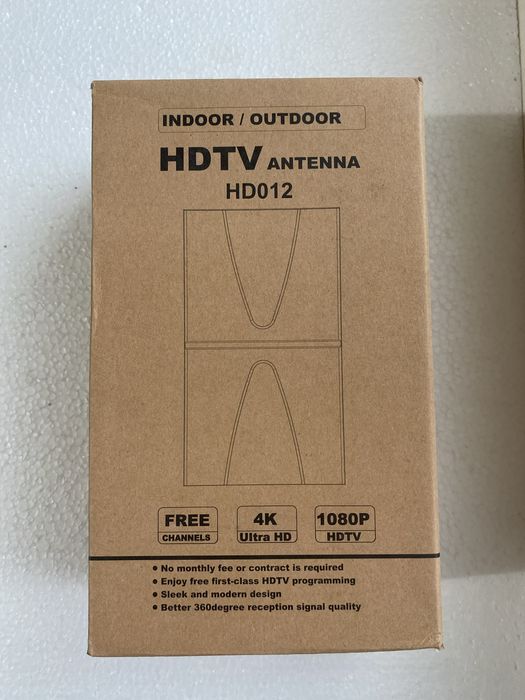 INDOOR / OUTDOOR
HDTV ANTENNA
HD012
FREE 4K 1080P
CHANNELS Ultra HD HDTV
• No monthly fee or contract is required
• Enjoy free first-class HDTV programming
• Sleek and modern design
• Better 360degree reception signal quality